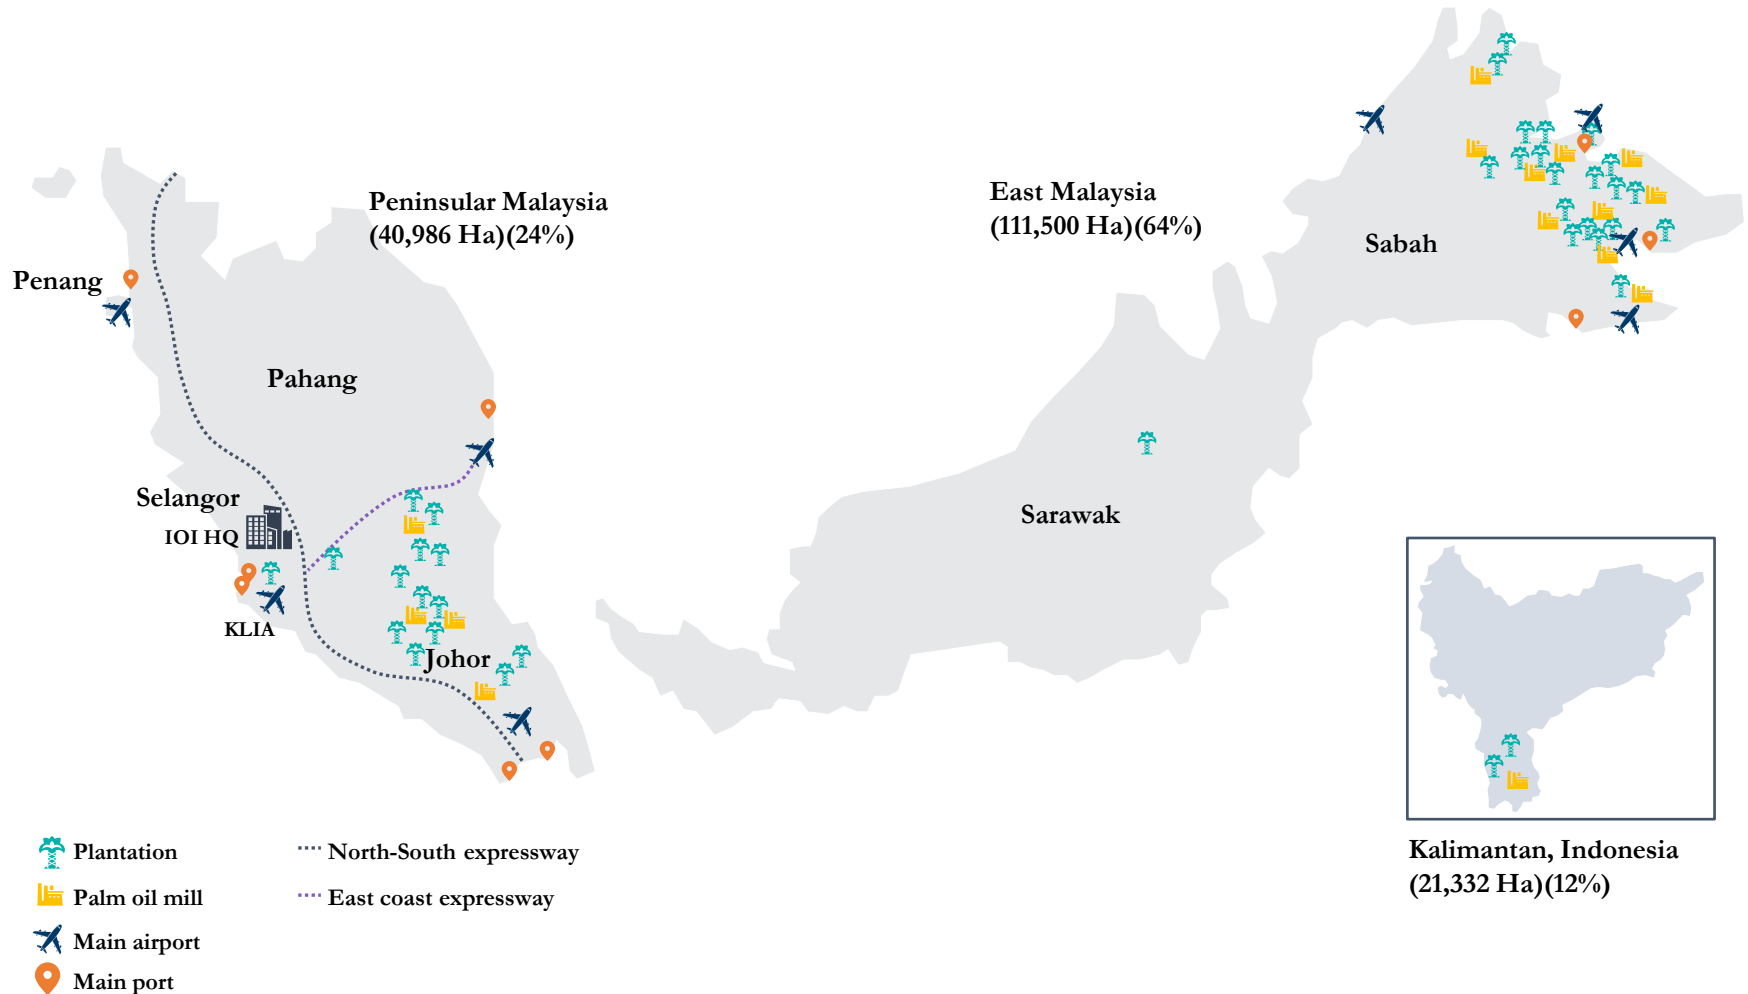 Peninsular Malaysia
(40,986 Ha)(24%)
East Malaysia
(111,500 Ha)(64%)
Sabah
Penang
Pahang
Selangor
IOI HQ
KLIA
Johor
Sarawak
Kalimantan, Indonesia
(21,332 Ha)(12%)
Plantation
Palm oil mill
Main airport
Main port
North-South expressway
East coast expressway